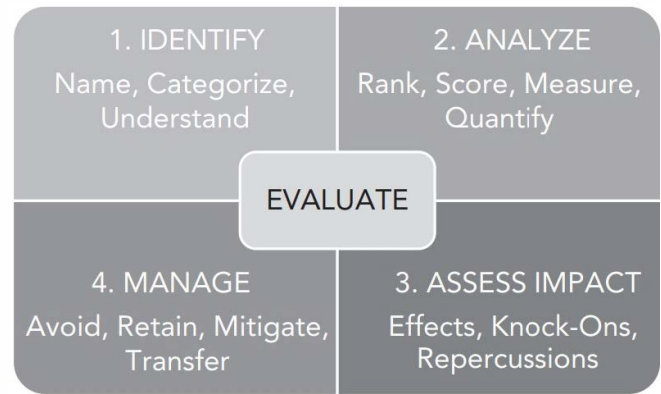 1. IDENTIFY
Name, Categorize,
Understand
2. ANALYZE
Rank, Score, Measure,
Quantify
EVALUATE
4. MANAGE
Avoid, Retain, Mitigate,
Transfer
3. ASSESS IMPACT
Effects, Knock-Ons,
Repercussions